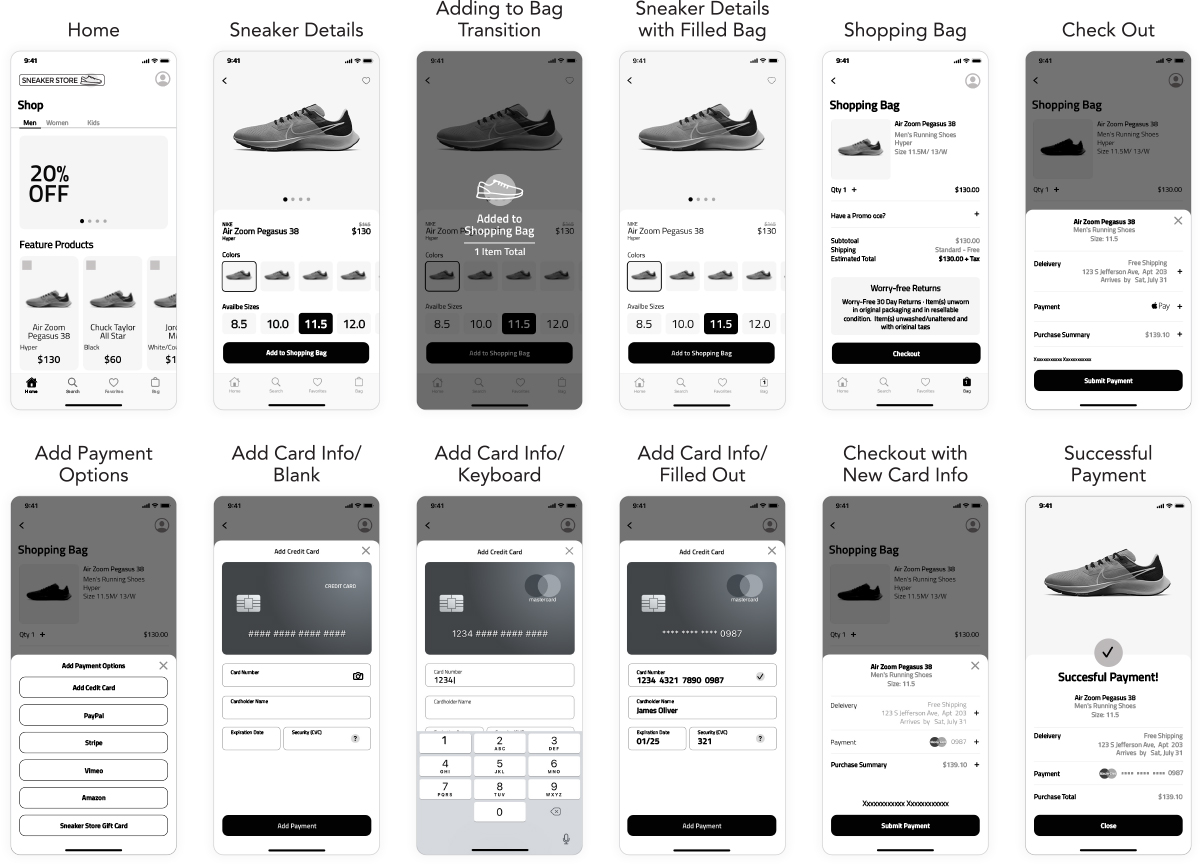 Home
9:41
SNEAKER STORE
Shop
Men Women Kids
20%
OFF
Feature Products
Air Zoom
Pegasus 38
Hyper
$130
Chuck Taylor
All Star
Black
$60
Jor
M
White/Cou
$1
Home Search Favorites Bag
Sneaker Details
9:41
NIKE
$165
Air Zoom Pegasus 38
$130
Hyper
Colors
Availbe Sizes
8.5 10.0 11.5 12.0
Add to Shopping Bag
Home Search Favorites Bag
Adding to Bag
Transition
9:41
Added to
Shopping Bag
1 Item Total
NIKE
$165
Air Zoom Pegasus 38
$130
Hyper
Colors
Availbe Sizes
8.5 10.0 11.5 12.0
Add to Shopping Bag
Home Search Favorites Bag
Sneaker Details
with Filled Bag
9:41
NIKE
$165
Air Zoom Pegasus 38
$130
Hyper
Colors
Availbe Sizes
8.5 10.0 11.5 12.0
Add to Shopping Bag
Home Search Favorites 1 Bag
Shopping Bag
9:41
Shopping Bag
Air Zoom Pegasus 38
Men's Running Shoes
Hyper
Size 11.5M/ 13/W
Qty 1 + $130.00
Have a Promo oce? +
Subtotoal $130.00
Shipping Standard - Free
Estimated Total $130.00 + Tax
Worry-free Returns
Worry-Free 30 Day Returns · Item(s) unworn
in original packaging and in resellable
condition. Item(s) unwashed/unaltered and
with original tags
Checkout
Home Search Favorites 1 Bag
Check Out
9:41
Shopping Bag
Air Zoom Pegasus 38
Men's Running Shoes
Hyper
Size 11.5M/ 13/W
Qty 1 + $130.00
Air Zoom Pegasus 38
Men's Running Shoes
Size: 11.5
Deleivery Free Shipping
123 S Jefferson Ave, Apt 203 +
Arrives by Sat, July 31
Payment Pay +
Purchase Summary $139.10 +
Xxxxxxxxxxxx Xxxxxxxxxxxx
Submit Payment
Add Payment
Options
9:41
Shopping Bag
Air Zoom Pegasus 38
Men's Running Shoes
Hyper
Size 11.5M/ 13/W
Qty 1 + $130.00
Add Payment Options
Add Cedit Card
PayPal
Stripe
Vimeo
Amazon
Sneaker Store Gift Card
Add Card Info/
Blank
9:41
Add Credit Card
CREDIT CARD
#### #### #### ####
Card Number
Cardholder Name
Expiration Date
Security (CVC) ?
Add Payment
Add Card Info/
Keyboard
9:41
Add Credit Card
mastercard
1234 #### #### ####
Card Number
1234|
Cardholder Name
1 2 ABC 3 DEF
4 GHI 5 JKL 6 MNO
7 PQRS 8 TUV 9 WXYZ
0
Add Card Info/
Filled Out
9:41
Add Credit Card
mastercard
**** **** **** 0987
Card Number
1234 4321 7890 0987
Cardholder Name
James Oliver
Expiration Date
01/25
Security (CVC)
321 ?
Add Payment
Checkout with
New Card Info
9:41
Shopping Bag
Air Zoom Pegasus 38
Men's Running Shoes
Hyper
Size 11.5M/ 13/W
Qty 1 + $130.00
Air Zoom Pegasus 38
Men's Running Shoes
Size: 11.5
Deleivery Free Shipping
123 S Jefferson Ave, Apt 203 +
Arrives by Sat, July 31
Payment 0987 +
Purchase Summary $139.10 +
Xxxxxxxxxxxx Xxxxxxxxxxxx
Submit Payment
Successful
Payment
9:41
Succesful Payment!
Air Zoom Pegasus 38
Men's Running Shoes
Size: 11.5
Deleivery Free Shipping
123 S Jefferson Ave, Apt 203
Arrives by Sat, July 31
Payment **** **** **** 0987
Purchase Total $139.10
Close